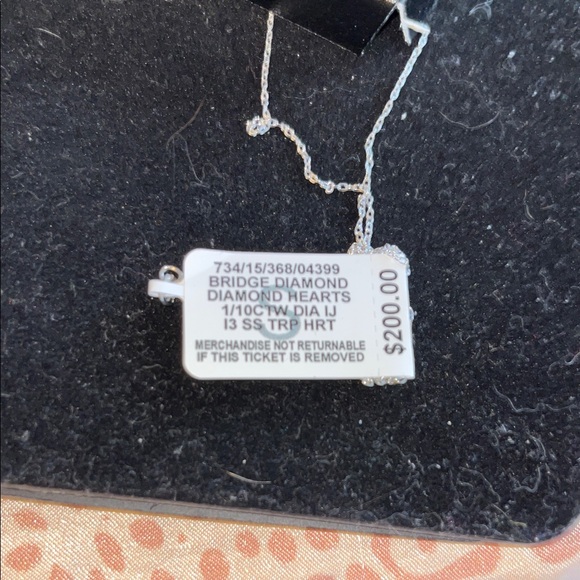 734/15/368/04399
BRIDGE DIAMOND
DIAMOND HEARTS
1/10CTW DIA IJ
I3 SS TRP HRT
MERCHANDISE NOT RETURNABLE
IF THIS TICKET IS REMOVED
$200.00